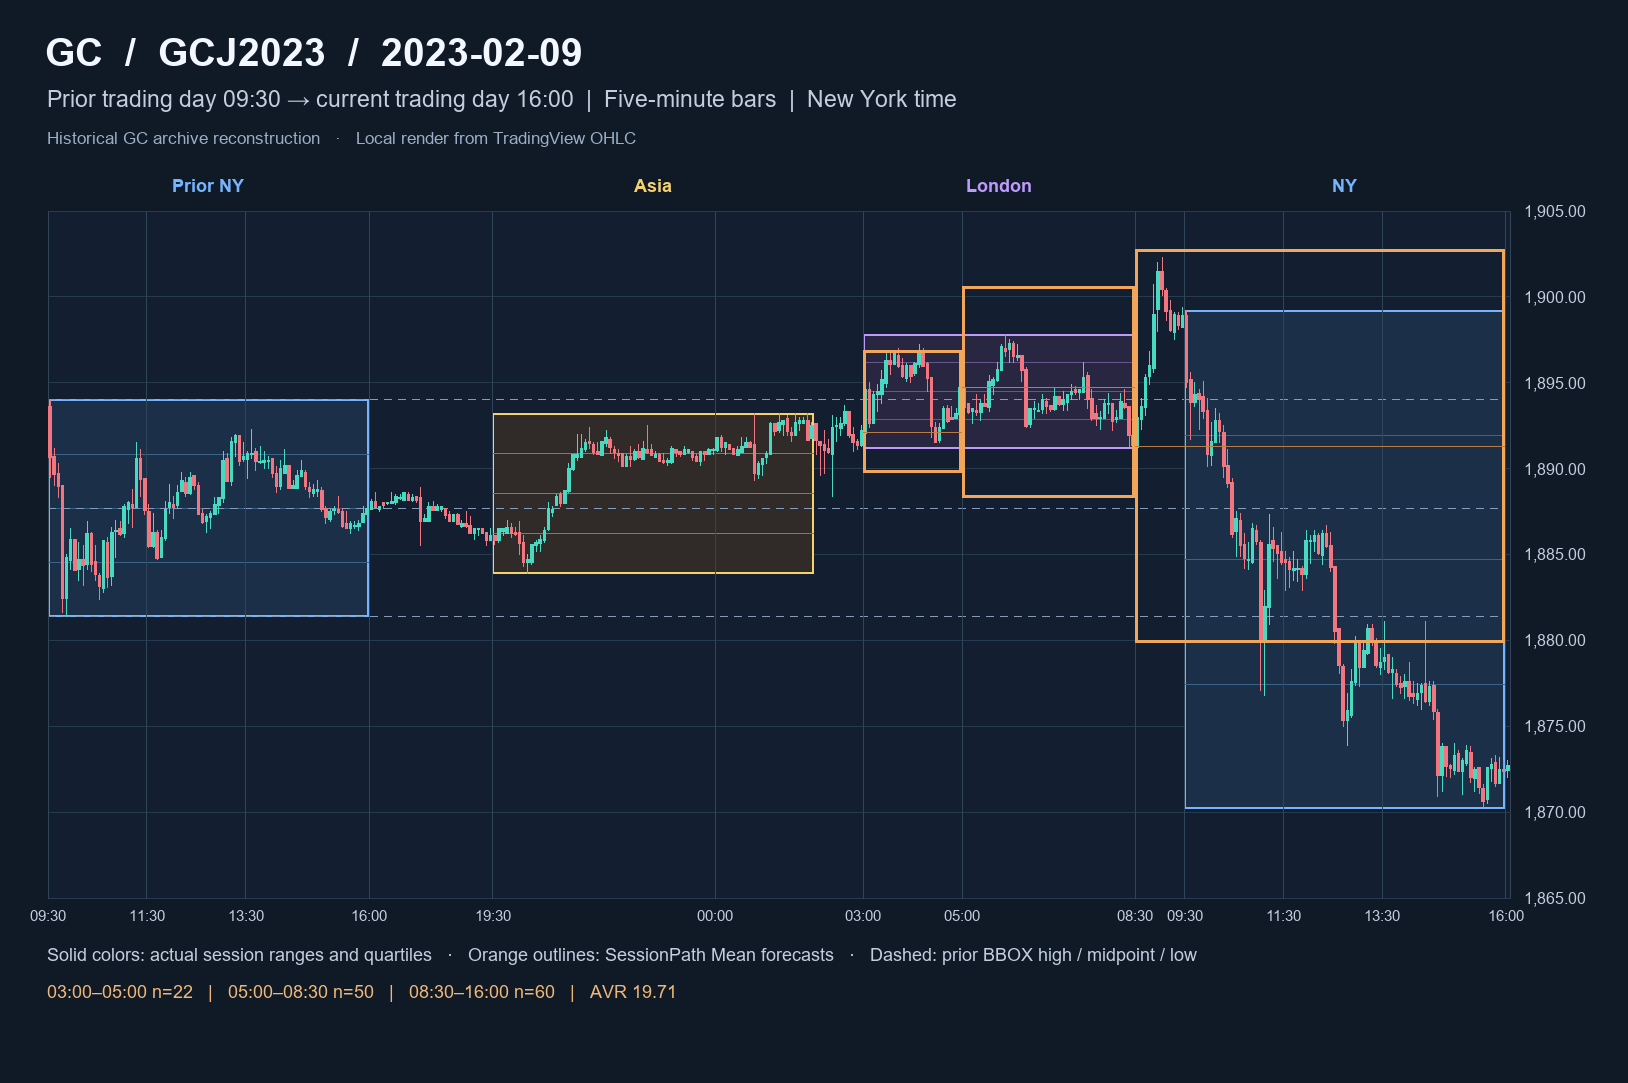 GC / GCJ2023 / 2023-02-09
Prior trading day 09:30 → current trading day 16:00 | Five-minute bars | New York time
Historical GC archive reconstruction · Local render from TradingView OHLC
Prior NY Asia London NY
1,905.00
1,900.00
1,895.00
1,890.00
1,885.00
1,880.00
1,875.00
1,870.00
1,865.00
09:30 11:30 13:30 16:00 19:30 00:00 03:00 05:00 08:30 09:30 11:30 13:30 16:00
Solid colors: actual session ranges and quartiles · Orange outlines: SessionPath Mean forecasts · Dashed: prior BBOX high / midpoint / low
03:00–05:00 n=22 | 05:00–08:30 n=50 | 08:30–16:00 n=60 | AVR 19.71